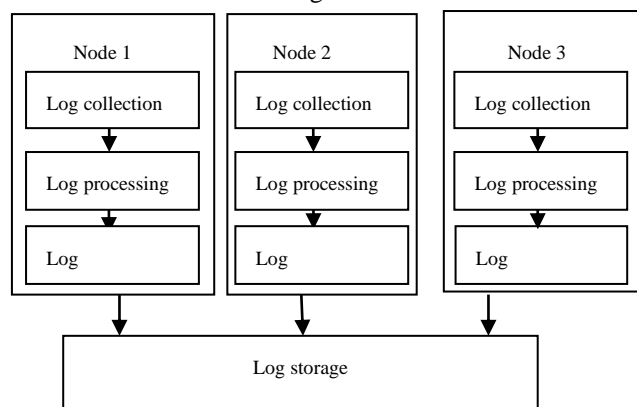 Node 1
Node 2
Node 3
Log collection
Log collection
Log collection
Log processing
Log processing
Log processing
Log
Log
Log
Log storage